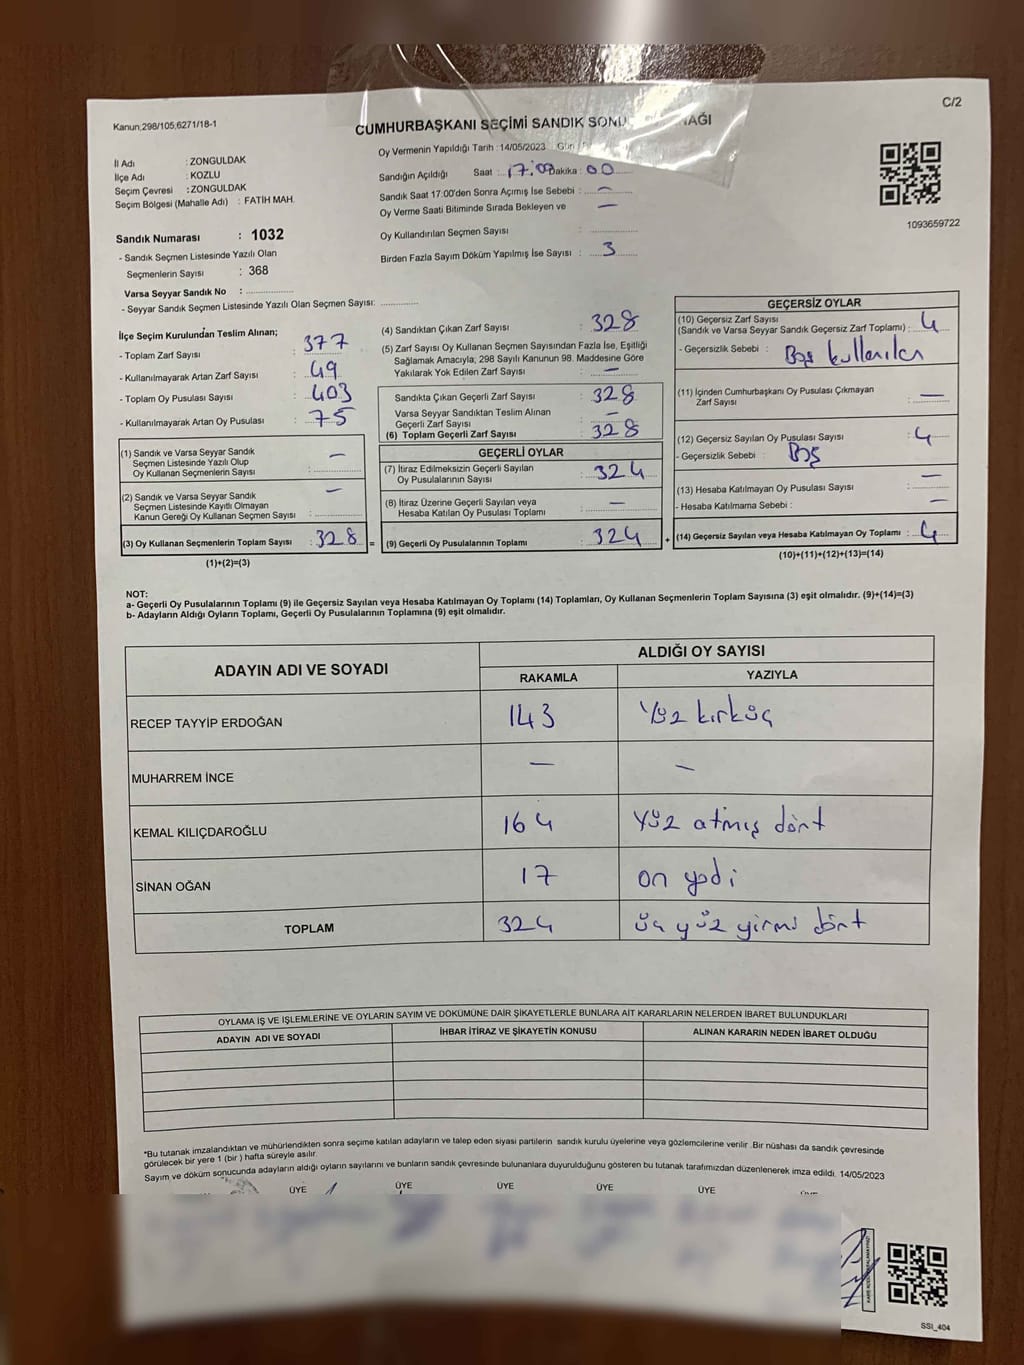 Kanun;298/105;6271/18-1
C/2
CUMHURBAŞKANI SEÇİMİ SANDIK
Oy Vermenin Yapıldığı Tarih :14/05/2023
İl Adı : ZONGULDAK
İlçe Adı : KOZLU
Seçim Çevresi :ZONGULDAK
Seçim Bölgesi (Mahalle Adı) : FATİH MAH.
Sandığın Açıldığı Saat : 17:00 Dakika : 00
Sandık Saat 17:00'den Sonra Açımış İse Sebebi : –
Oy Verme Saati Bitiminde Sırada Bekleyen ve –
Oy Kullandırılan Seçmen Sayısı :
Birden Fazla Sayım Döküm Yapılmış İse Sayısı : 3
1093659722
Sandık Numarası : 1032
- Sandık Seçmen Listesinde Yazılı Olan
Seçmenlerin Sayısı : 368
Varsa Seyyar Sandık No :
- Seyyar Sandık Seçmen Listesinde Yazılı Olan Seçmen Sayısı:
İlçe Seçim Kurulundan Teslim Alınan;
- Toplam Zarf Sayısı : 377
- Kullanılmayarak Artan Zarf Sayısı : 49
- Toplam Oy Pusulası Sayısı : 403
- Kullanılmayarak Artan Oy Pusulası : 75
(1) Sandık ve Varsa Seyyar Sandık
Seçmen Listesinde Yazılı Olup
Oy Kullanan Seçmenlerin Sayısı : –
(2) Sandık ve Varsa Seyyar Sandık
Seçmen Listesinde Kayıtlı Olmayan
Kanun Gereği Oy Kullanan Seçmen Sayısı : –
(3) Oy Kullanan Seçmenlerin Toplam Sayısı : 328 =
(1)+(2)=(3)
(4) Sandıktan Çıkan Zarf Sayısı : 328
(5) Zarf Sayısı Oy Kullanan Seçmen Sayısından Fazla İse, Eşitliği
Sağlamak Amacıyla; 298 Sayılı Kanunun 98. Maddesine Göre
Yakılarak Yok Edilen Zarf Sayısı : –
Sandıkta Çıkan Geçerli Zarf Sayısı : 328
Varsa Seyyar Sandıktan Teslim Alınan
Geçerli Zarf Sayısı : –
(6) Toplam Geçerli Zarf Sayısı : 328
GEÇERLİ OYLAR
(7) İtiraz Edilmeksizin Geçerli Sayılan
Oy Pusulalarının Sayısı : 324
(8) İtiraz Üzerine Geçerli Sayılan veya
Hesaba Katılan Oy Pusulası Toplamı : –
(9) Geçerli Oy Pusulalarının Toplamı : 324 +
GEÇERSİZ OYLAR
(10) Geçersiz Zarf Sayısı
(Sandık ve Varsa Seyyar Sandık Geçersiz Zarf Toplamı) : 4
- Geçersizlik Sebebi : Boş kullanılan
(11) İçinden Cumhurbaşkanı Oy Pusulası Çıkmayan
Zarf Sayısı : –
(12) Geçersiz Sayılan Oy Pusulası Sayısı : 4
- Geçersizlik Sebebi : Boş
(13) Hesaba Katılmayan Oy Pusulası Sayısı : –
- Hesaba Katılmama Sebebi : –
(14) Geçersiz Sayılan veya Hesaba Katılmayan Oy Toplamı : 4
(10)+(11)+(12)+(13)=(14)
NOT:
a- Geçerli Oy Pusulalarının Toplamı (9) ile Geçersiz Sayılan veya Hesaba Katılmayan Oy Toplamı (14) Toplamları, Oy Kullanan Seçmenlerin Toplam Sayısına (3) eşit olmalıdır. (9)+(14)=(3)
b- Adayların Aldığı Oyların Toplamı, Geçerli Oy Pusulalarının Toplamına (9) eşit olmalıdır.
ADAYIN ADI VE SOYADI
ALDIĞI OY SAYISI
RAKAMLA YAZIYLA
RECEP TAYYİP ERDOĞAN 143 Yüz kırküç
MUHARREM İNCE – –
KEMAL KILIÇDAROĞLU 164 Yüz atmış dört
SİNAN OĞAN 17 on yedi
TOPLAM 324 üç yüz yirmi dört
OYLAMA İŞ VE İŞLEMLERİNE VE OYLARIN SAYIM VE DÖKÜMÜNE DAİR ŞİKAYETLERLE BUNLARA AİT KARARLARIN NELERDEN İBARET BULUNDUKLARI
ADAYIN ADI VE SOYADI İHBAR İTİRAZ VE ŞİKAYETİN KONUSU ALINAN KARARIN NEDEN İBARET OLDUĞU
*Bu tutanak imzalandıktan ve mühürlendikten sonra seçime katılan adayların ve talep eden siyasi partilerin sandık kurulu üyelerine veya gözlemcilerine verilir .Bir nüshası da sandık çevresinde
görülecek bir yere 1 (bir ) hafta süreyle asılır.
Sayım ve döküm sonucunda adayların aldığı oyların sayılarını ve bunların sandık çevresinde bulunanlara duyurulduğunu gösteren bu tutanak tarafımızdan düzenlenerek imza edildi. 14/05/2023
ÜYE ÜYE ÜYE ÜYE ÜYE
SSI_404